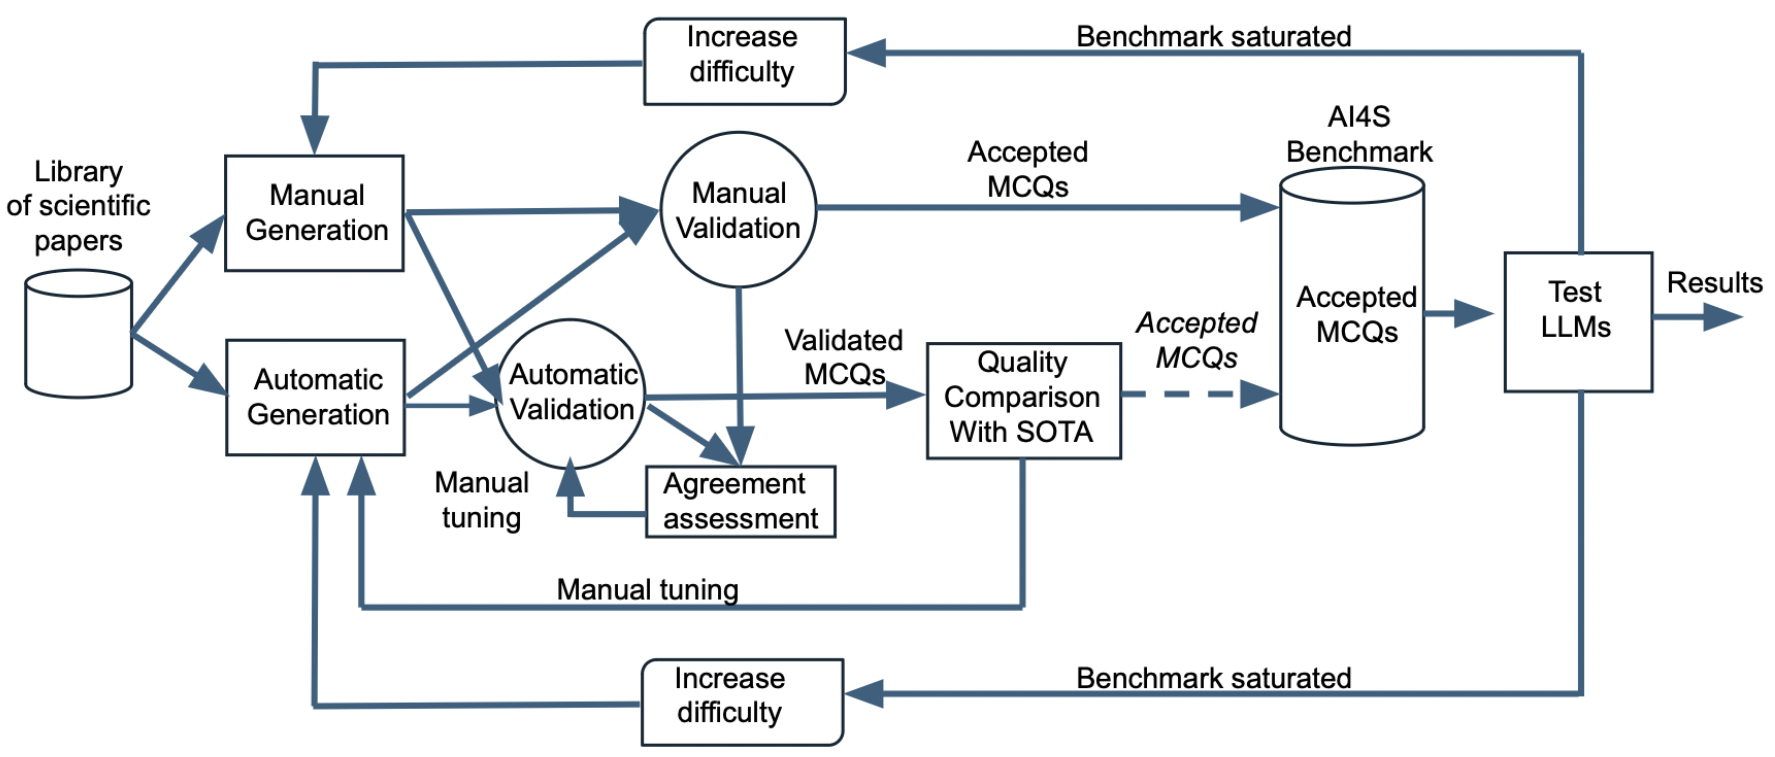 Increase
difficulty
Benchmark saturated
AI4S
Benchmark
Library
of scientific
papers
Manual
Generation
Manual
Validation
Accepted
MCQs
Accepted
MCQs
Test
LLMs
Results
Automatic
Generation
Automatic
Validation
Validated
MCQs
Quality
Comparison
With SOTA
Accepted
MCQs
Manual
tuning
Agreement
assessment
Manual tuning
Increase
difficulty
Benchmark saturated